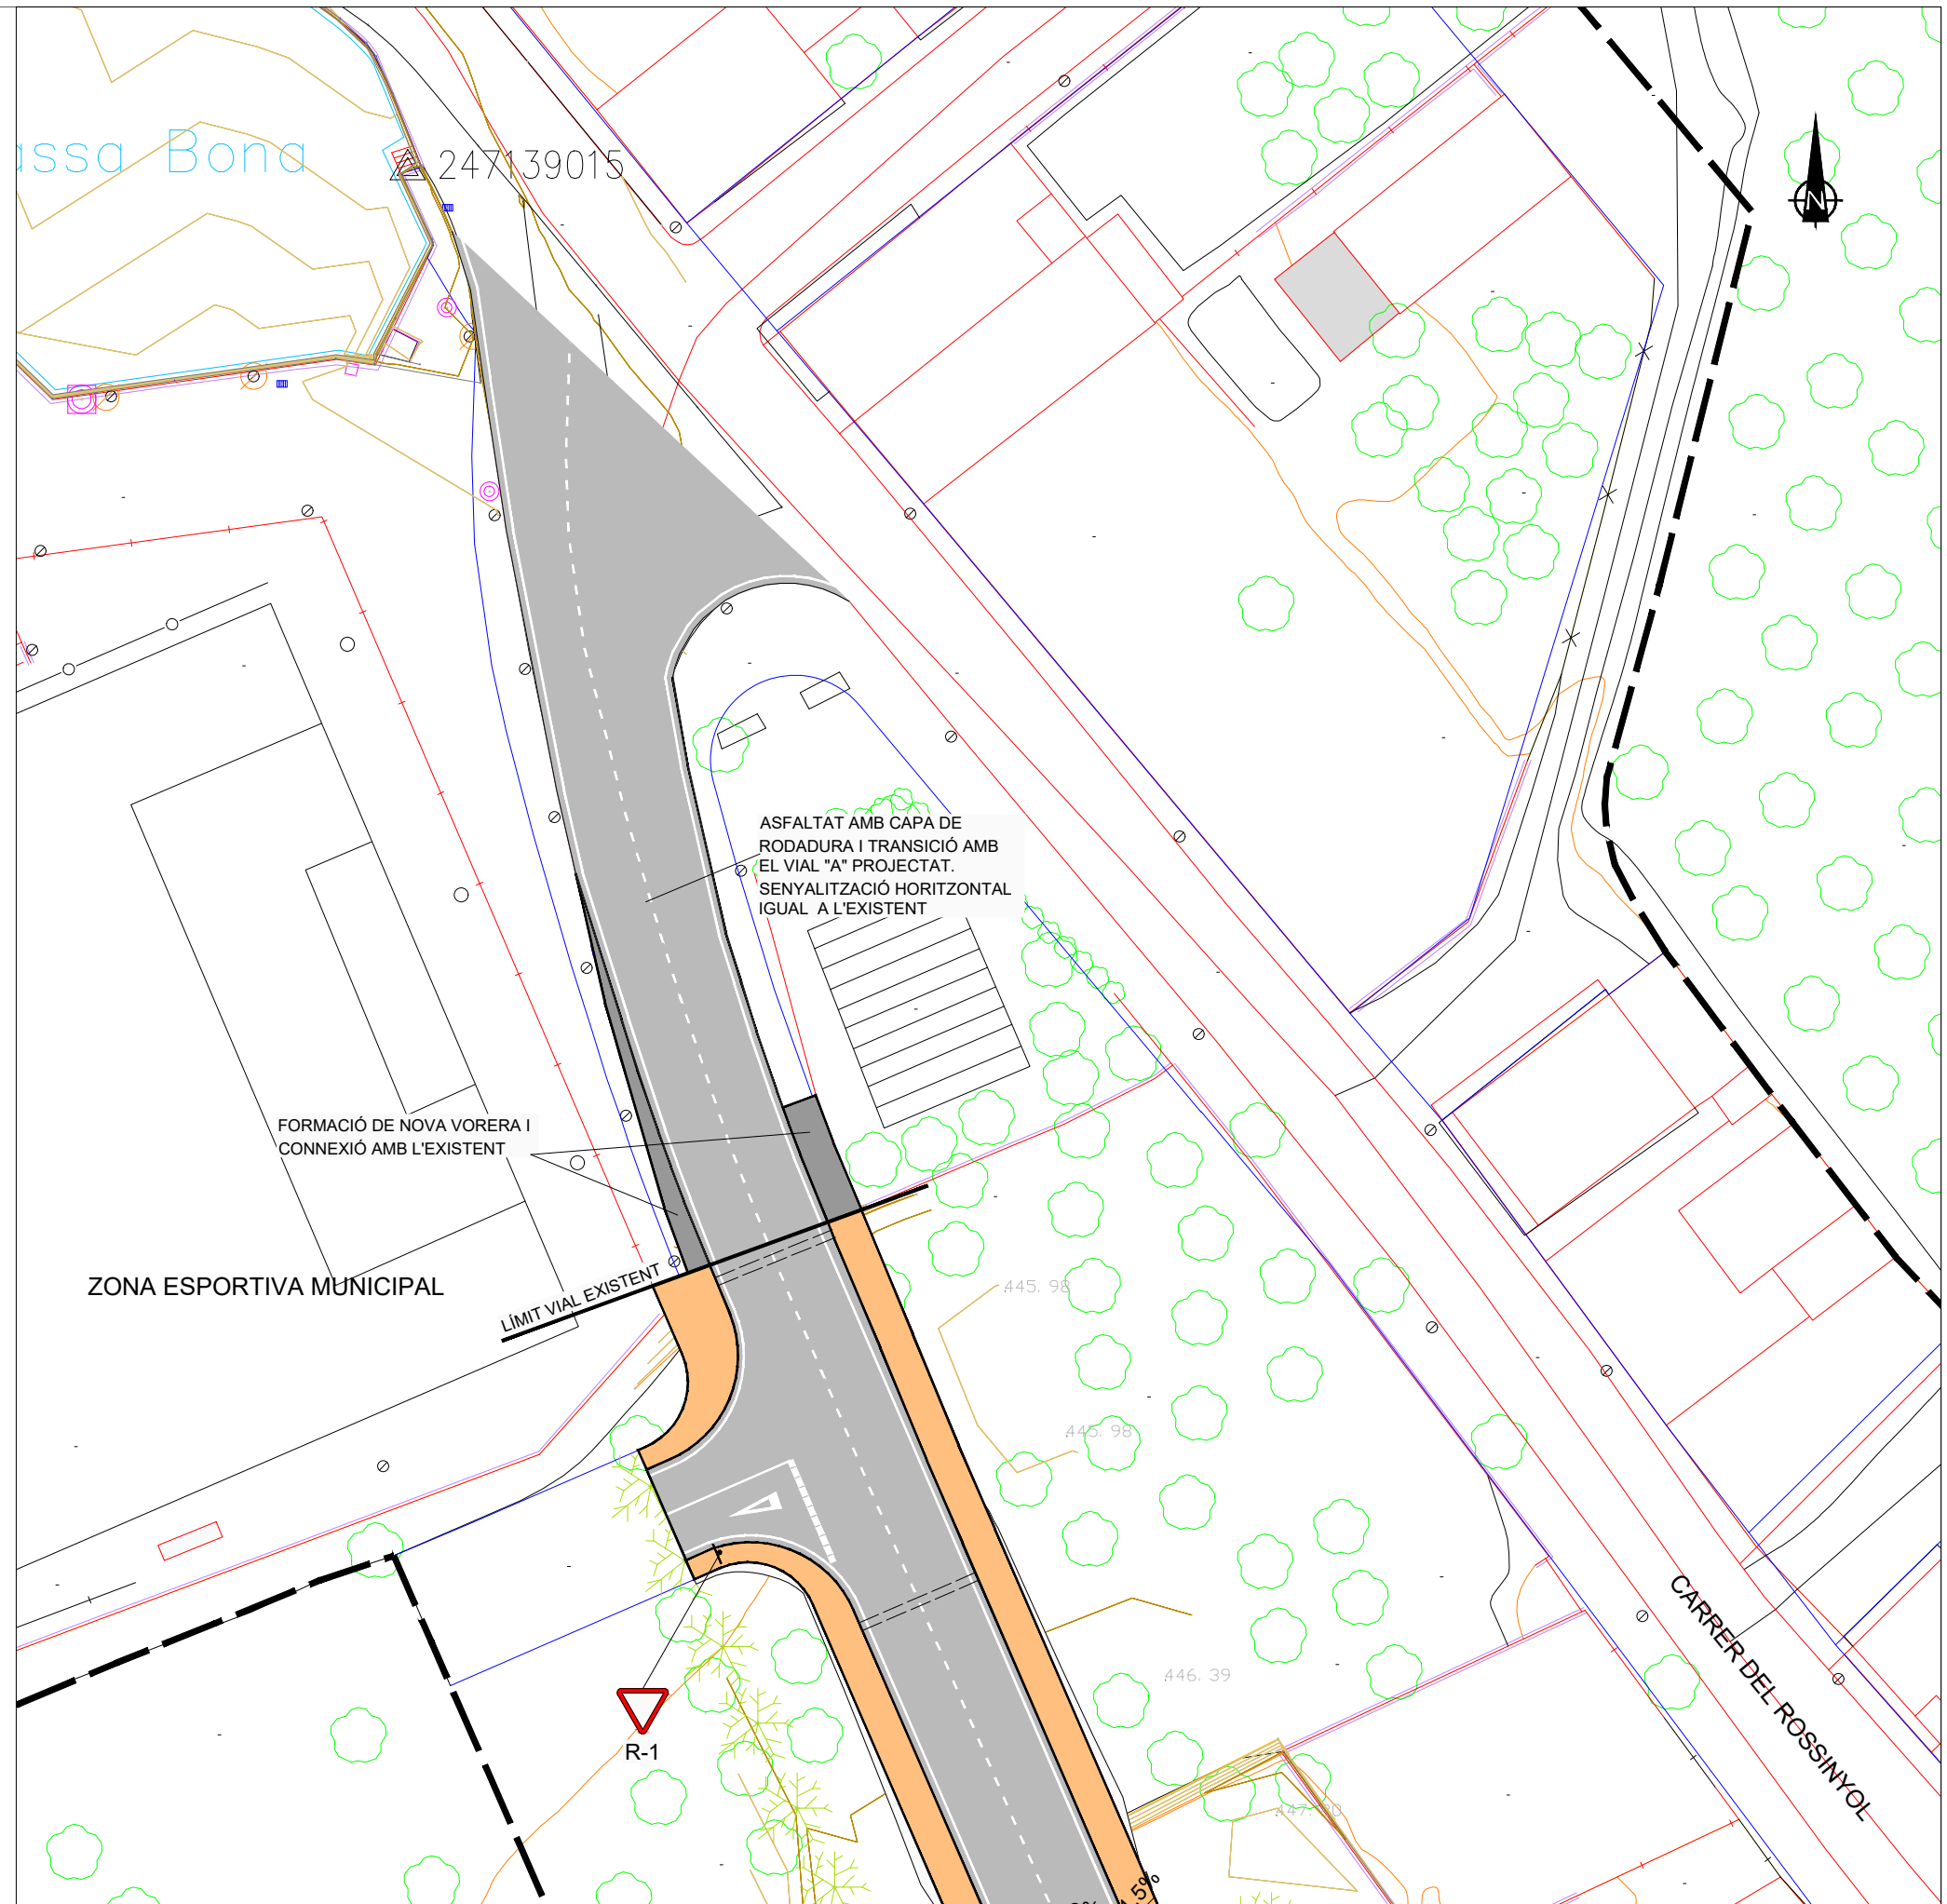 assa Bona
247139015
N
ASFALTAT AMB CAPA DE
RODADURA I TRANSICIÓ AMB
EL VIAL "A" PROJECTAT.
SENYALITZACIÓ HORITZONTAL
IGUAL A L'EXISTENT
FORMACIÓ DE NOVA VORERA I
CONNEXIÓ AMB L'EXISTENT
ZONA ESPORTIVA MUNICIPAL
LÍMIT VIAL EXISTENT
445.98
445.98
446.39
CARRER DEL ROSSINYOL
R-1